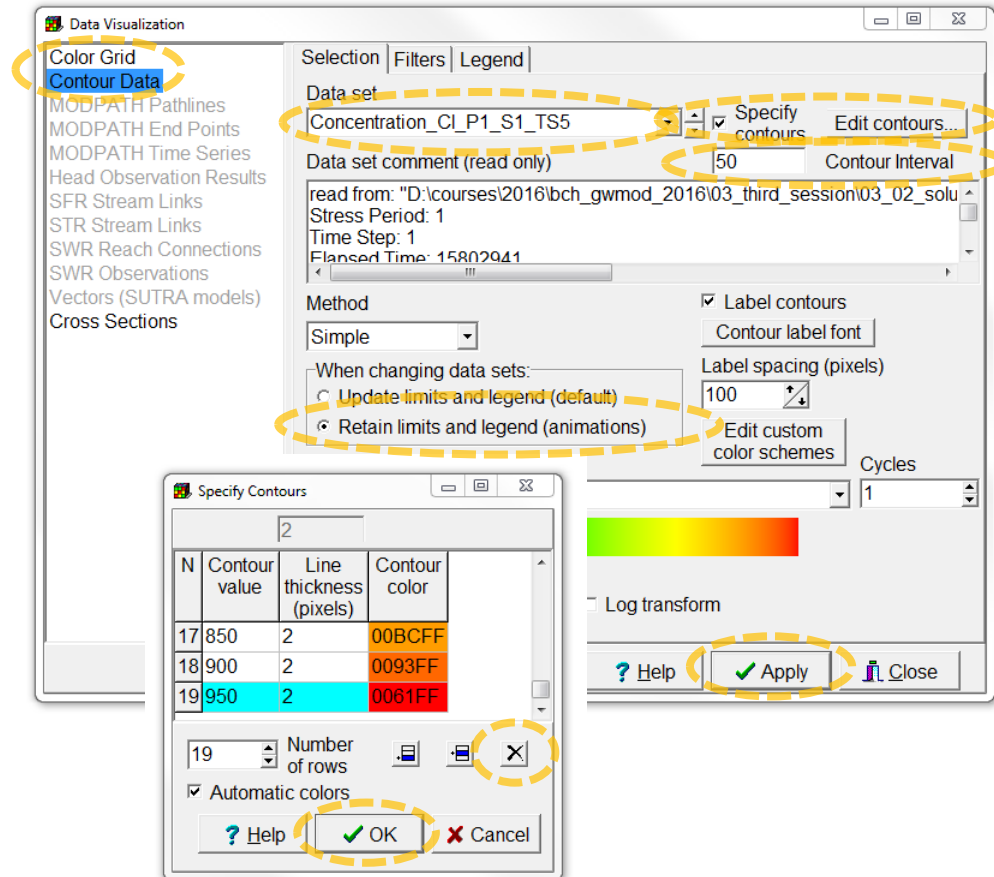 Data Visualization
Color Grid
Contour Data
MODPATH Pathlines
MODPATH End Points
MODPATH Time Series
Head Observation Results
SFR Stream Links
STR Stream Links
SWR Reach Connections
SWR Observations
Vectors (SUTRA models)
Cross Sections
Selection Filters Legend
Data set
Concentration_Cl_P1_S1_TS5
Specify
contours
Edit contours...
Data set comment (read only)
50 Contour Interval
read from: "D:\courses\2016\bch_gwmod_2016\03_third_session\03_02_solu
Stress Period: 1
Time Step: 1
Elapsed Time: 15802941
Method
Simple
Label contours
Contour label font
Label spacing (pixels)
100
When changing data sets:
Update limits and legend (default)
Retain limits and legend (animations)
Edit custom
color schemes
Cycles
1
Log transform
? Help Apply Close
Specify Contours
2
N Contour value Line thickness (pixels) Contour color
17 850 2 00BCFF
18 900 2 0093FF
19 950 2 0061FF
19 Number
of rows
Automatic colors
? Help OK Cancel